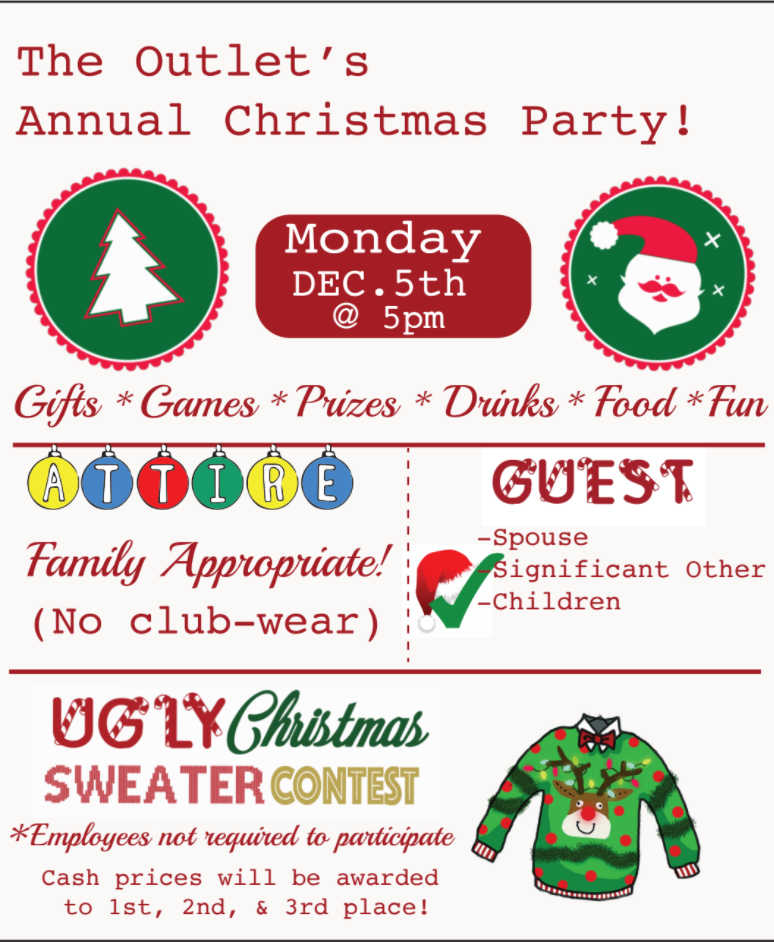 The Outlet's
Annual Christmas Party!
Monday
DEC.5th
@ 5pm
Gifts * Games * Prizes * Drinks * Food * Fun
ATTIRE
Family Appropriate!
(No club-wear)
GUEST
-Spouse
-Significant Other
-Children
UGLY Christmas
SWEATER CONTEST
*Employees not required to participate
Cash prices will be awarded
to 1st, 2nd, & 3rd place!